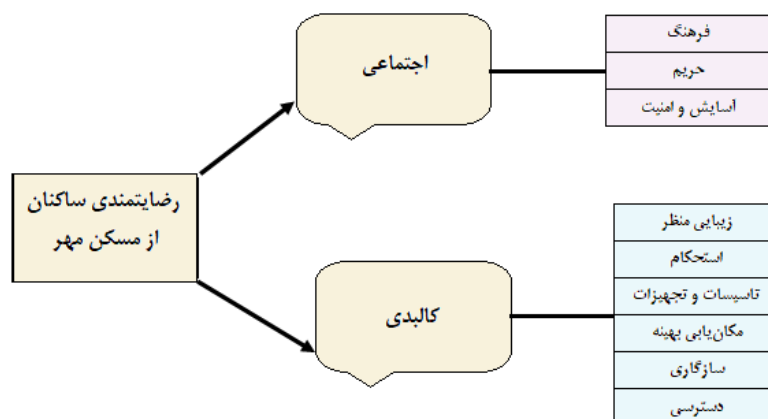 اجتماعی
فرهنگ
حریم
آسایش و امنیت
رضایتمندی ساکنان
از مسکن مهر
کالبدی
زیبایی منظر
استحکام
تاسیسات و تجهیزات
مکان‌یابی بهینه
سازگاری
دسترسی